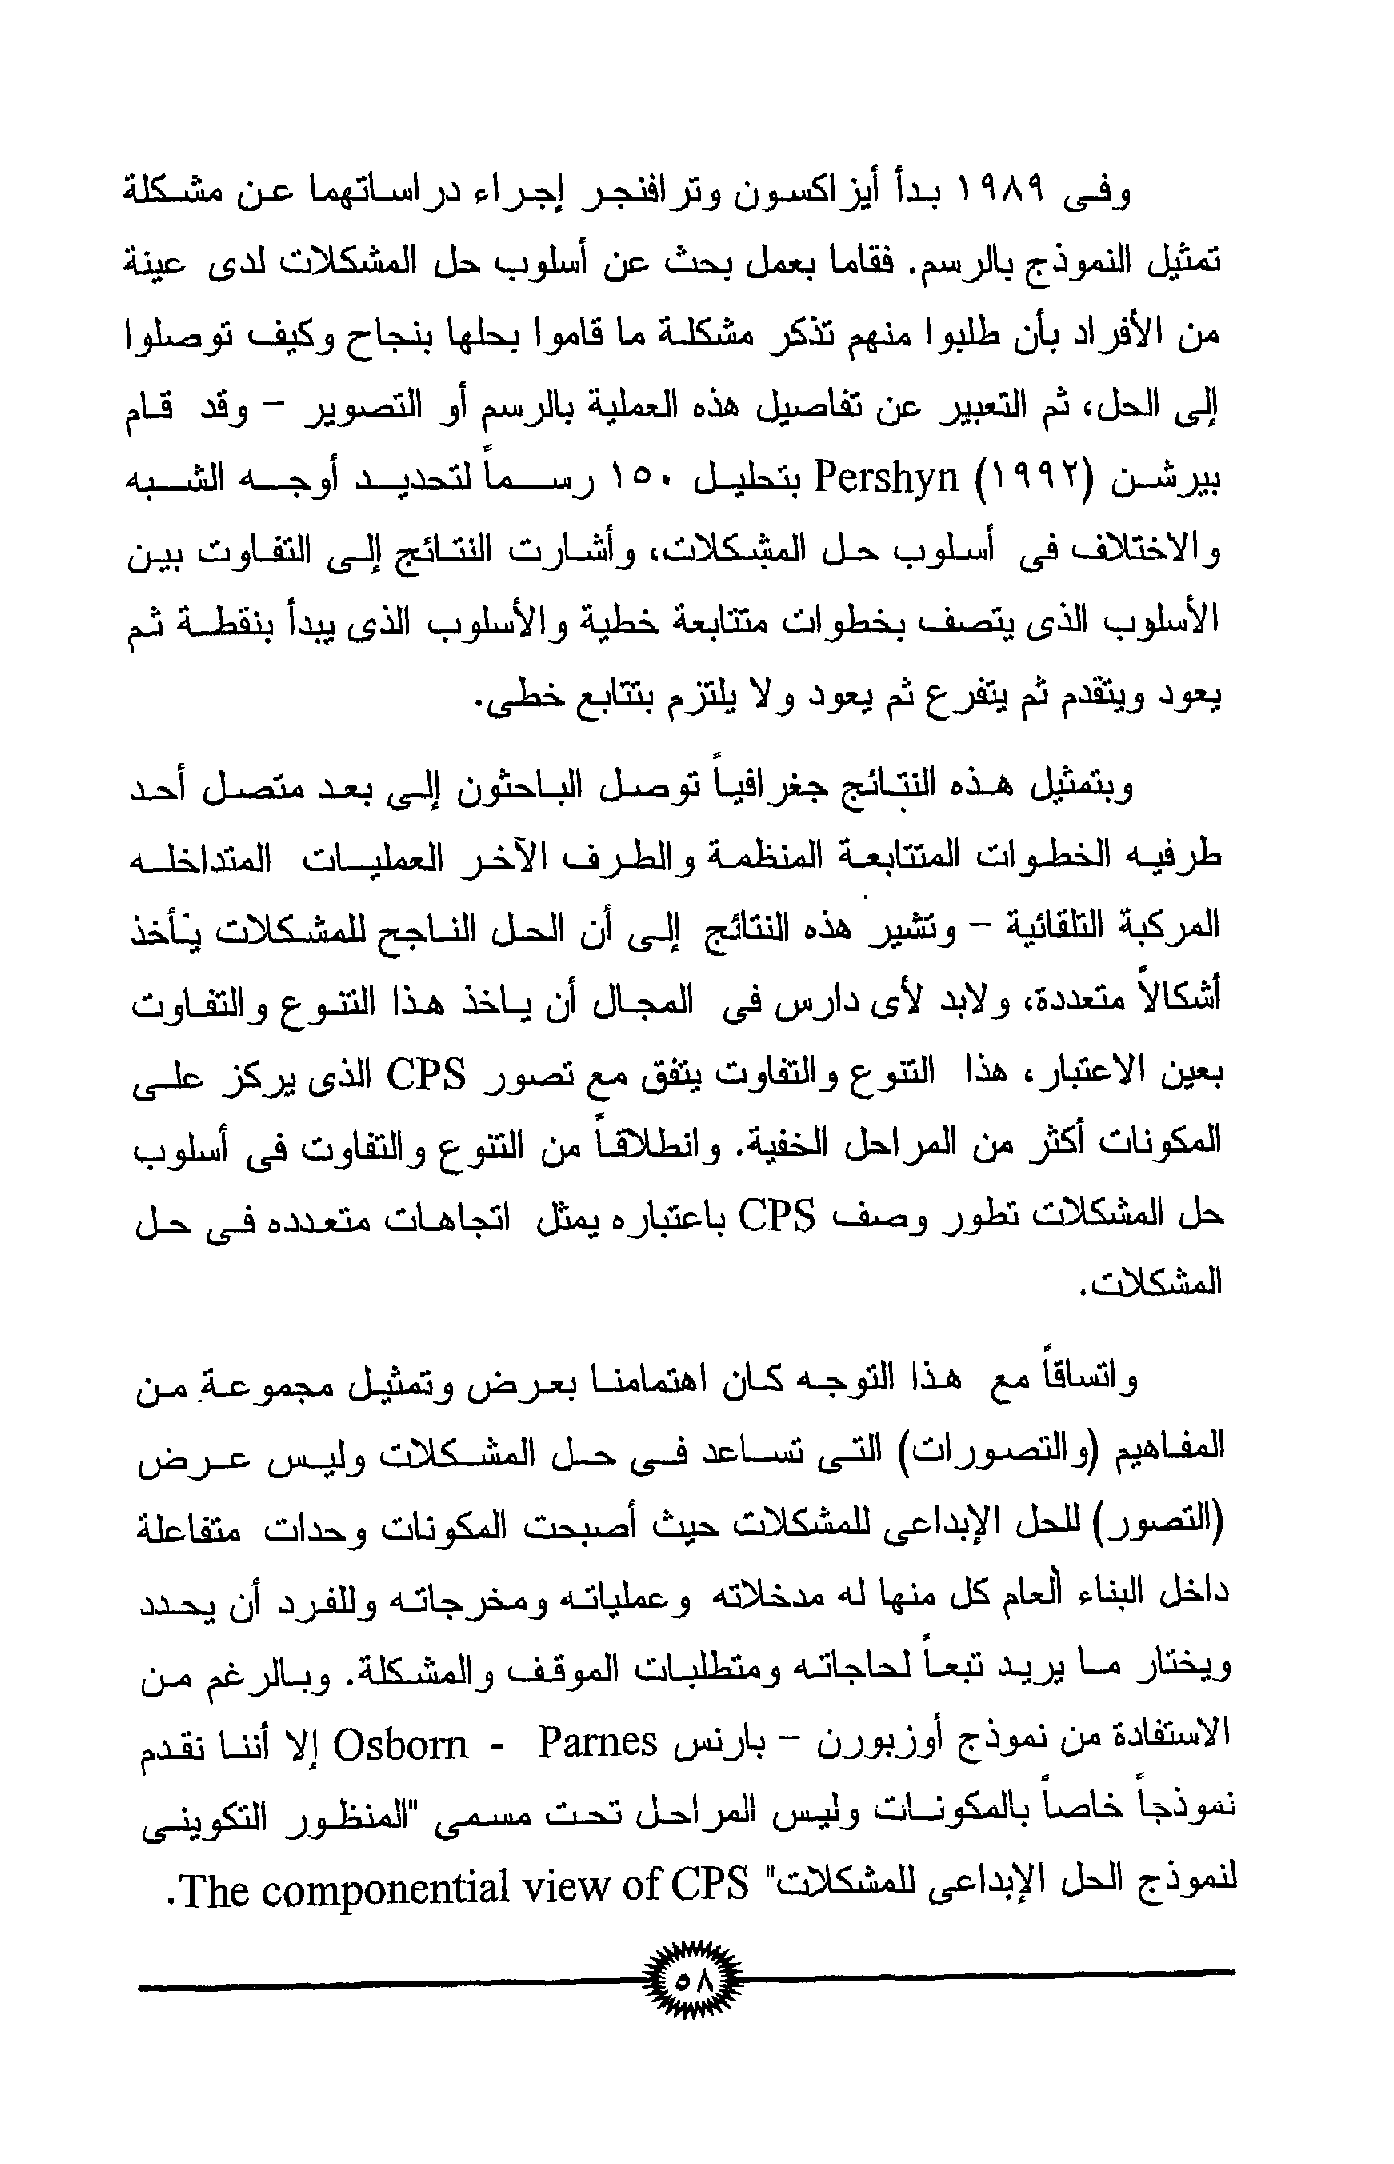 وفى ١٩٨٩ بدأ أيزاكسون وترافنجر إجراء دراساتهما عن مشكلة
تمثيل النموذج بالرسم. فقاما بعمل بحث عن أسلوب حل المشكلات لدى عينة
من الأفراد بأن طلبوا منهم تذكر مشكلة ما قاموا بحلها بنجاح وكيف توصلوا
إلى الحل، ثم التعبير عن تفاصيل هذه العملية بالرسم أو التصوير – وقد قام
بيرشن (١٩٩٢) Pershyn بتحليل ١٥٠ رسماً لتحديد أوجه الشبه
والاختلاف فى أسلوب حل المشكلات، وأشارت النتائج إلى التفاوت بين
الأسلوب الذى يتصف بخطوات متتابعة خطية والأسلوب الذى يبدأ بنقطة ثم
يعود ويتقدم ثم يتفرع ثم يعود ولا يلتزم بتتابع خطى.
وبتمثيل هذه النتائج جغرافياً توصل الباحثون إلى بعد متصل أحد
طرفيه الخطوات المتتابعة المنظمة والطرف الآخر العمليات المتداخله
المركبة التلقائية – وتشير هذه النتائج إلى أن الحل الناجح للمشكلات يأخذ
أشكالاً متعددة، ولابد لأى دارس فى المجال أن ياخذ هذا التنوع والتفاوت
بعين الاعتبار، هذا التنوع والتفاوت يتفق مع تصور CPS الذى يركز على
المكونات أكثر من المراحل الخفية. وانطلاقاً من التنوع والتفاوت فى أسلوب
حل المشكلات تطور وصف CPS باعتباره يمثل اتجاهات متعدده فى حل
المشكلات.
واتساقاً مع هذا التوجه كان اهتمامنا بعرض وتمثيل مجموعة من
المفاهيم (والتصورات) التى تساعد فى حل المشكلات وليس عرض
(التصور) للحل الإبداعى للمشكلات حيث أصبحت المكونات وحدات متفاعلة
داخل البناء العام كل منها له مدخلاته وعملياته ومخرجاته وللفرد أن يحدد
ويختار ما يريد تبعاً لحاجاته ومتطلبات الموقف والمشكلة. وبالرغم من
الاستفادة من نموذج أوزبورن – بارنس Osborn - Parnes إلا أننا نقدم
نموذجاً خاصاً بالمكونات وليس المراحل تحت مسمى "المنظور التكوينى
لنموذج الحل الإبداعى للمشكلات" The componential view of CPS.
٥٨